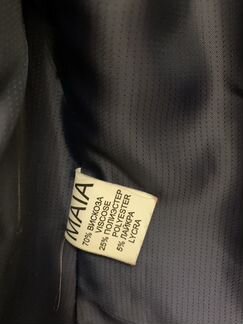 MAIA
70% ВИСКОЗА
VISCOSE
25% ПОЛИЭСТЕР
POLYESTER
5% ЛАЙКРА
LYCRA